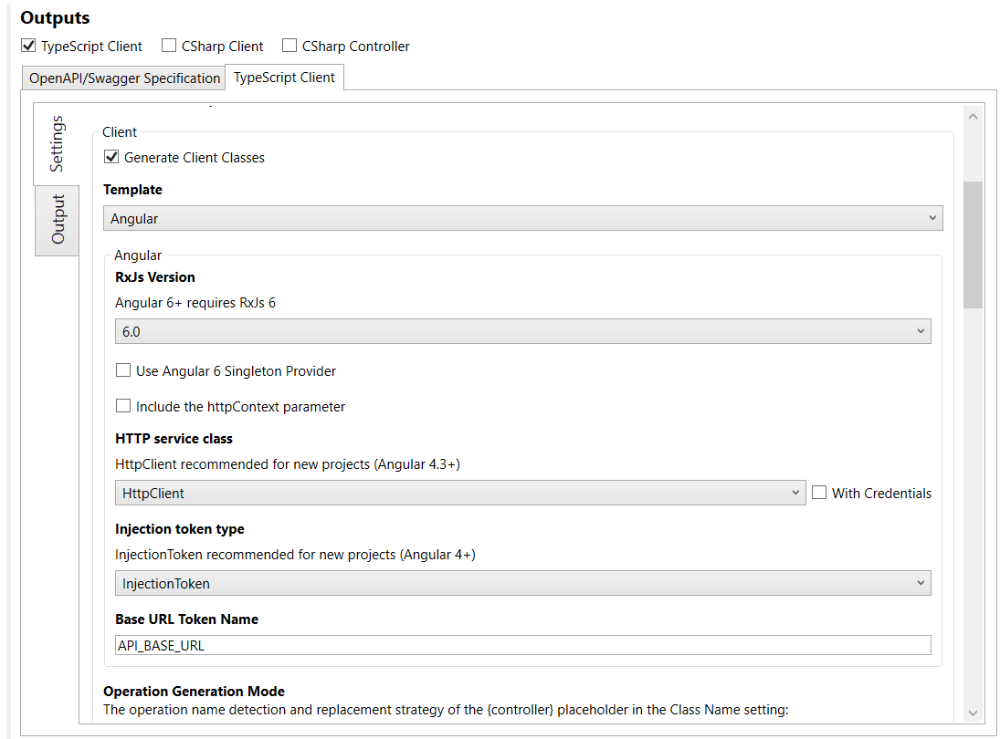 Outputs
TypeScript Client CSharp Client CSharp Controller
OpenAPI/Swagger Specification TypeScript Client
Settings
Output
Client
Generate Client Classes
Template
Angular
Angular
RxJs Version
Angular 6+ requires RxJs 6
6.0
Use Angular 6 Singleton Provider
Include the httpContext parameter
HTTP service class
HttpClient recommended for new projects (Angular 4.3+)
HttpClient With Credentials
Injection token type
InjectionToken recommended for new projects (Angular 4+)
InjectionToken
Base URL Token Name
API_BASE_URL
Operation Generation Mode
The operation name detection and replacement strategy of the {controller} placeholder in the Class Name setting: